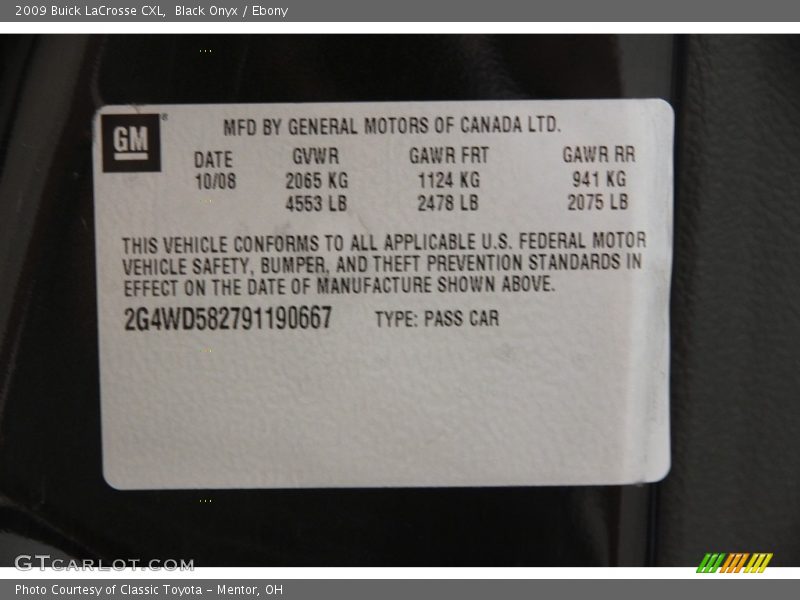 2009 Buick LaCrosse CXL, Black Onyx / Ebony
GM
MFD BY GENERAL MOTORS OF CANADA LTD.
DATE GVWR GAWR FRT GAWR RR
10/08 2065 KG 1124 KG 941 KG
4553 LB 2478 LB 2075 LB
THIS VEHICLE CONFORMS TO ALL APPLICABLE U.S. FEDERAL MOTOR
VEHICLE SAFETY, BUMPER, AND THEFT PREVENTION STANDARDS IN
EFFECT ON THE DATE OF MANUFACTURE SHOWN ABOVE.
2G4WD582791190667 TYPE: PASS CAR
GTCARLOT.COM
Photo Courtesy of Classic Toyota - Mentor, OH